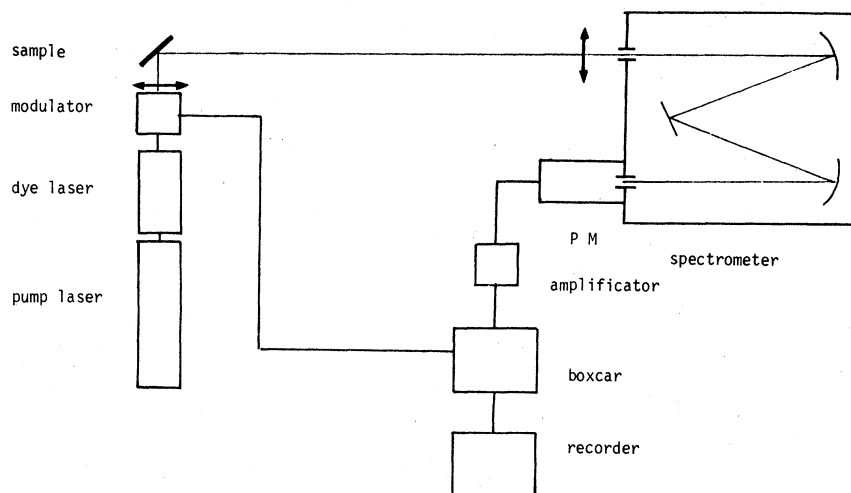 sample
modulator
dye laser
pump laser
P M
spectrometer
amplificator
boxcar
recorder